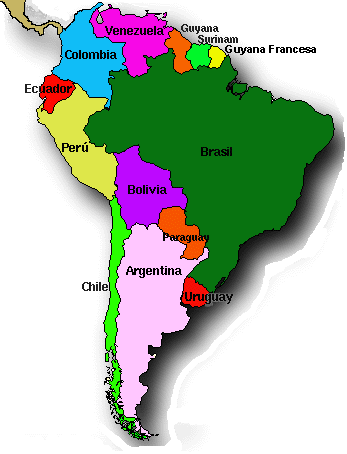 Venezuela
Guyana
Surinam
Guyana Francesa
Colombia
Ecuador
Perú
Brasil
Bolivia
Paraguay
Argentina
Chile
Uruguay